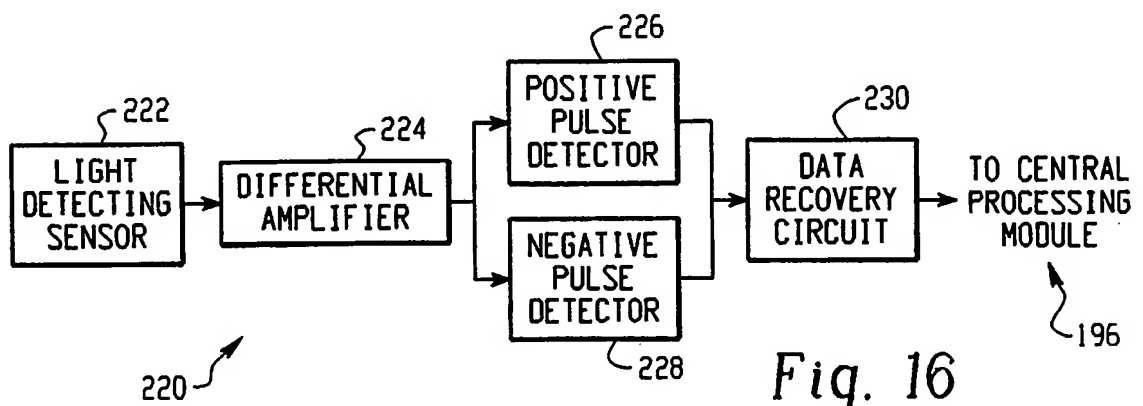 222
LIGHT
DETECTING
SENSOR
224
DIFFERENTIAL
AMPLIFIER
226
POSITIVE
PULSE
DETECTOR
NEGATIVE
PULSE
DETECTOR
228
230
DATA
RECOVERY
CIRCUIT
TO CENTRAL
PROCESSING
MODULE
196
220
Fig. 16